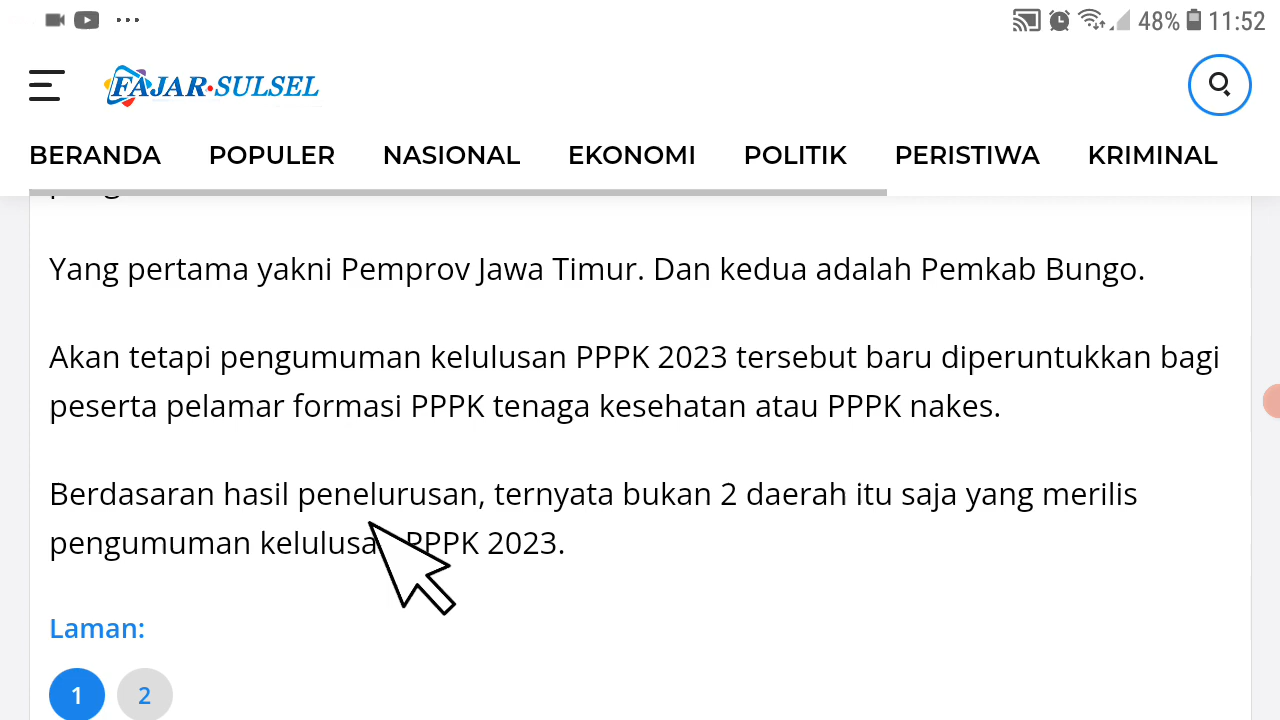 48% 11:52
FAJAR SULSEL
BERANDA POPULER NASIONAL EKONOMI POLITIK PERISTIWA KRIMINAL
Yang pertama yakni Pemprov Jawa Timur. Dan kedua adalah Pemkab Bungo.
Akan tetapi pengumuman kelulusan PPPK 2023 tersebut baru diperuntukkan bagi
peserta pelamar formasi PPPK tenaga kesehatan atau PPPK nakes.
Berdasaran hasil penelurusan, ternyata bukan 2 daerah itu saja yang merilis
pengumuman kelulusan PPPK 2023.
Laman:
1 2